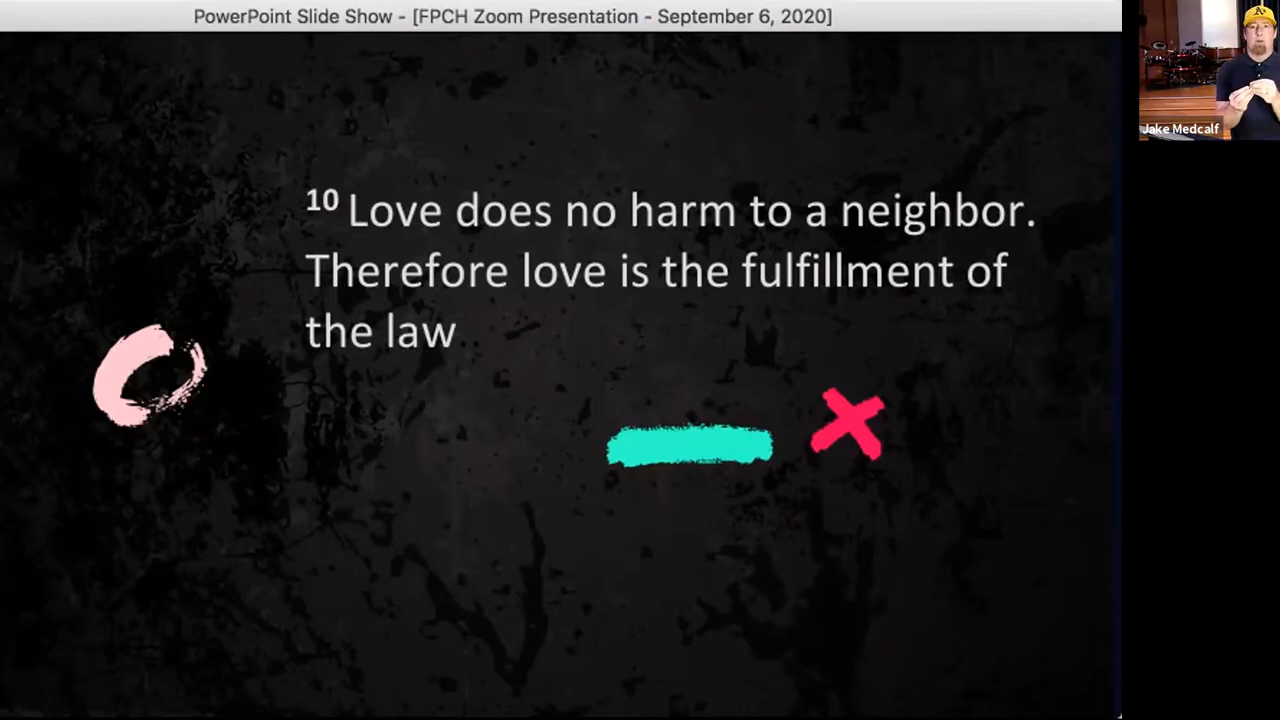 PowerPoint Slide Show - [FPCH Zoom Presentation - September 6, 2020]
10 Love does no harm to a neighbor.
Therefore love is the fulfillment of
the law
Jake Medcalf
A's